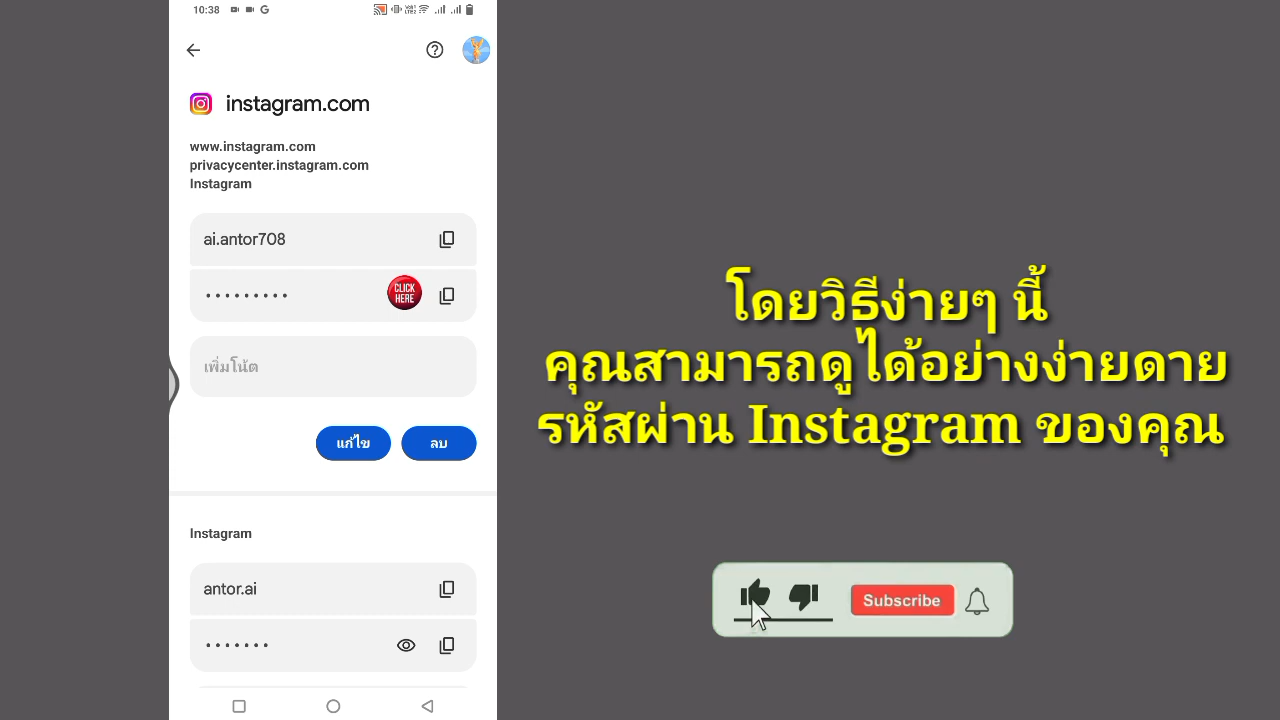 10:38
instagram.com
www.instagram.com
privacycenter.instagram.com
Instagram
ai.antor708
•••••••••
CLICK
HERE
เพิ่มโน้ต
แก้ไข
ลบ
Instagram
antor.ai
•••••••
โดยวิธีง่ายๆ นี้
คุณสามารถดูได้อย่างง่ายดาย
รหัสผ่าน Instagram ของคุณ
Subscribe